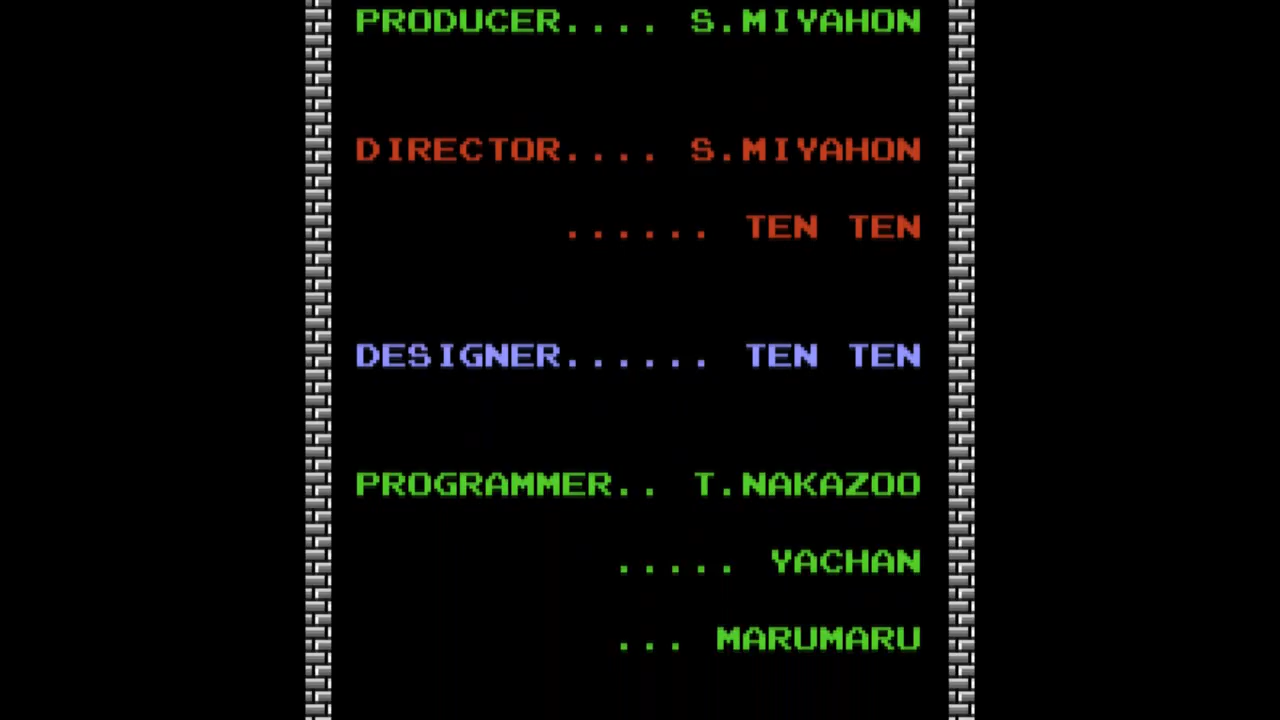 PRODUCER.... S.MIYAHON
DIRECTOR.... S.MIYAHON
...... TEN TEN
DESIGNER...... TEN TEN
PROGRAMMER.. T.NAKAZOO
..... YACHAN
... MARUMARU